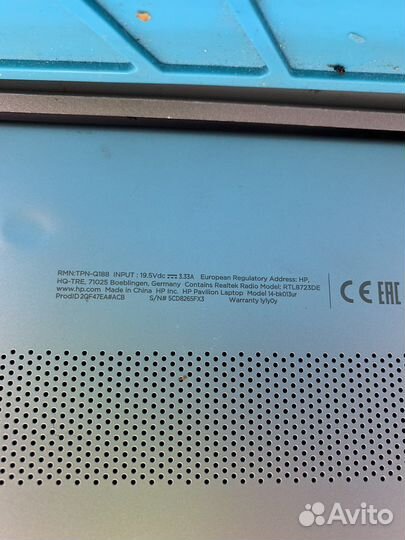 RMN:TPN-Q188 INPUT : 19.5Vdc ⎓ 3.33A European Regulatory Address: HP,
HQ-TRE, 71025 Boeblingen, Germany Contains Realtek Radio Model: RTL8723DE
www.hp.com Made in China HP Inc. HP Pavilion Laptop Model 14-bk013ur
ProdID 2QF47EA#ACB S/N# 5CD8265FX3 Warranty 1y1y0y
CE EAC
Avito